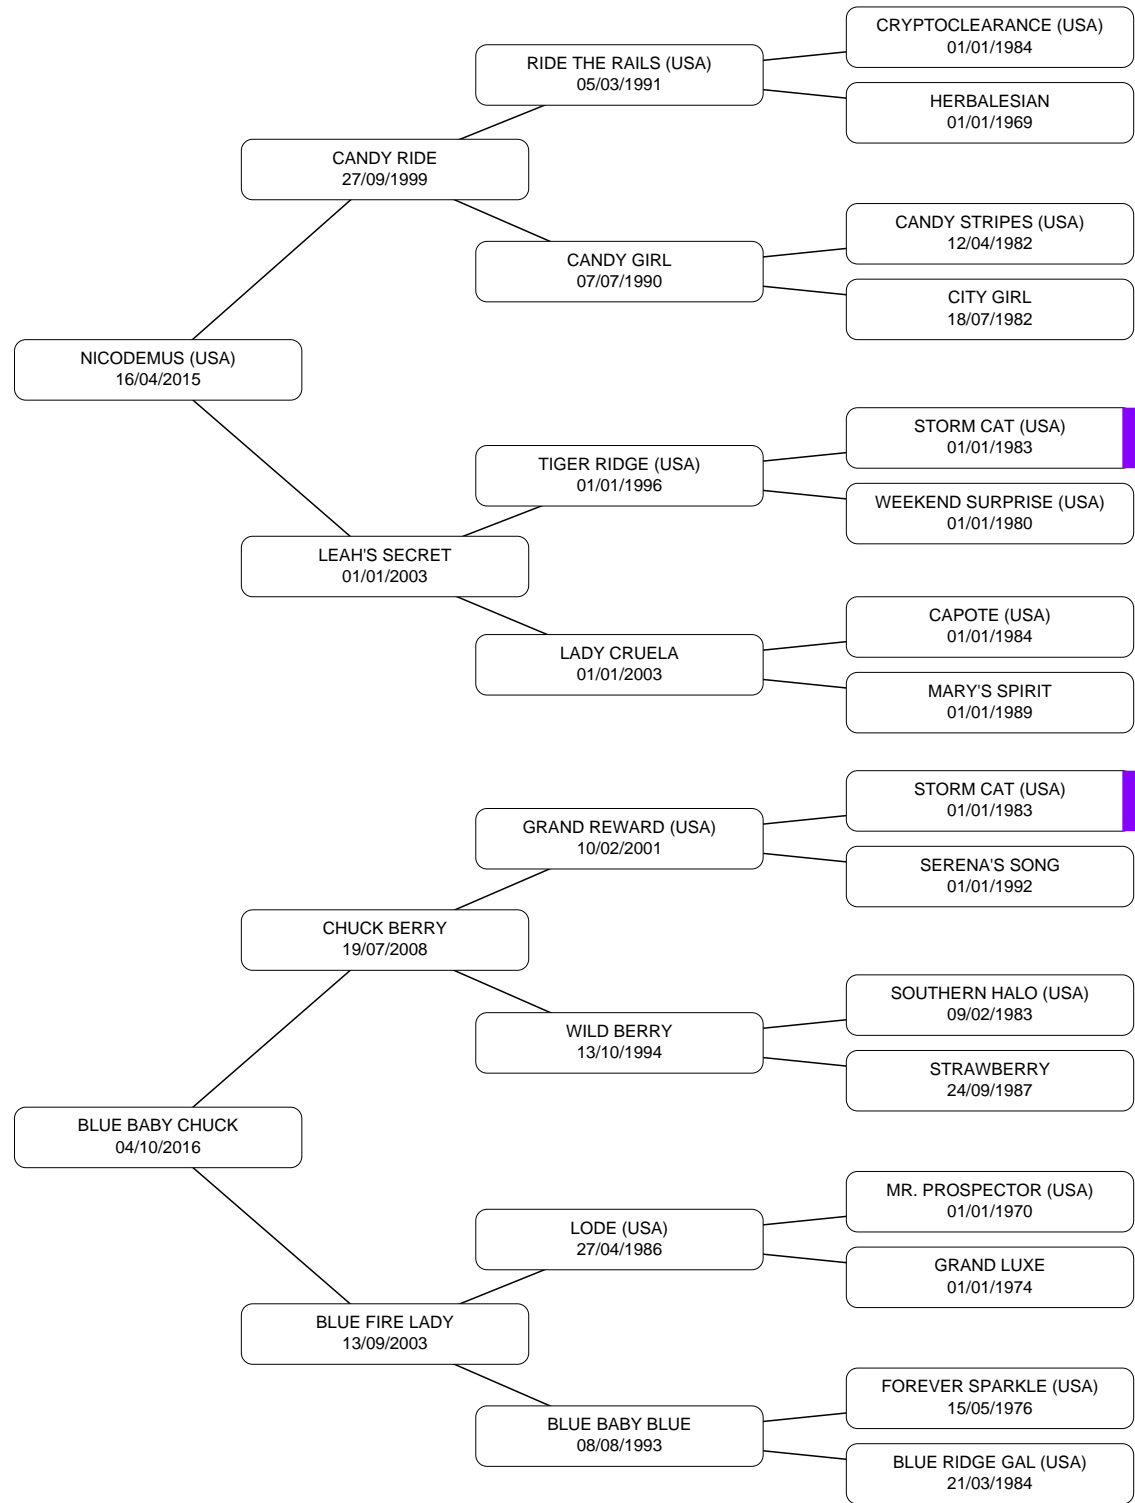 CRYPTOCLEARANCE (USA)
01/01/1984
RIDE THE RAILS (USA)
05/03/1991
HERBALESIAN
01/01/1969
CANDY RIDE
27/09/1999
CANDY STRIPES (USA)
12/04/1982
CANDY GIRL
07/07/1990
CITY GIRL
18/07/1982
NICODEMUS (USA)
16/04/2015
STORM CAT (USA)
01/01/1983
TIGER RIDGE (USA)
01/01/1996
WEEKEND SURPRISE (USA)
01/01/1980
LEAH'S SECRET
01/01/2003
CAPOTE (USA)
01/01/1984
LADY CRUELA
01/01/2003
MARY'S SPIRIT
01/01/1989
STORM CAT (USA)
01/01/1983
GRAND REWARD (USA)
10/02/2001
SERENA'S SONG
01/01/1992
CHUCK BERRY
19/07/2008
SOUTHERN HALO (USA)
09/02/1983
WILD BERRY
13/10/1994
STRAWBERRY
24/09/1987
BLUE BABY CHUCK
04/10/2016
MR. PROSPECTOR (USA)
01/01/1970
LODE (USA)
27/04/1986
GRAND LUXE
01/01/1974
BLUE FIRE LADY
13/09/2003
FOREVER SPARKLE (USA)
15/05/1976
BLUE BABY BLUE
08/08/1993
BLUE RIDGE GAL (USA)
21/03/1984